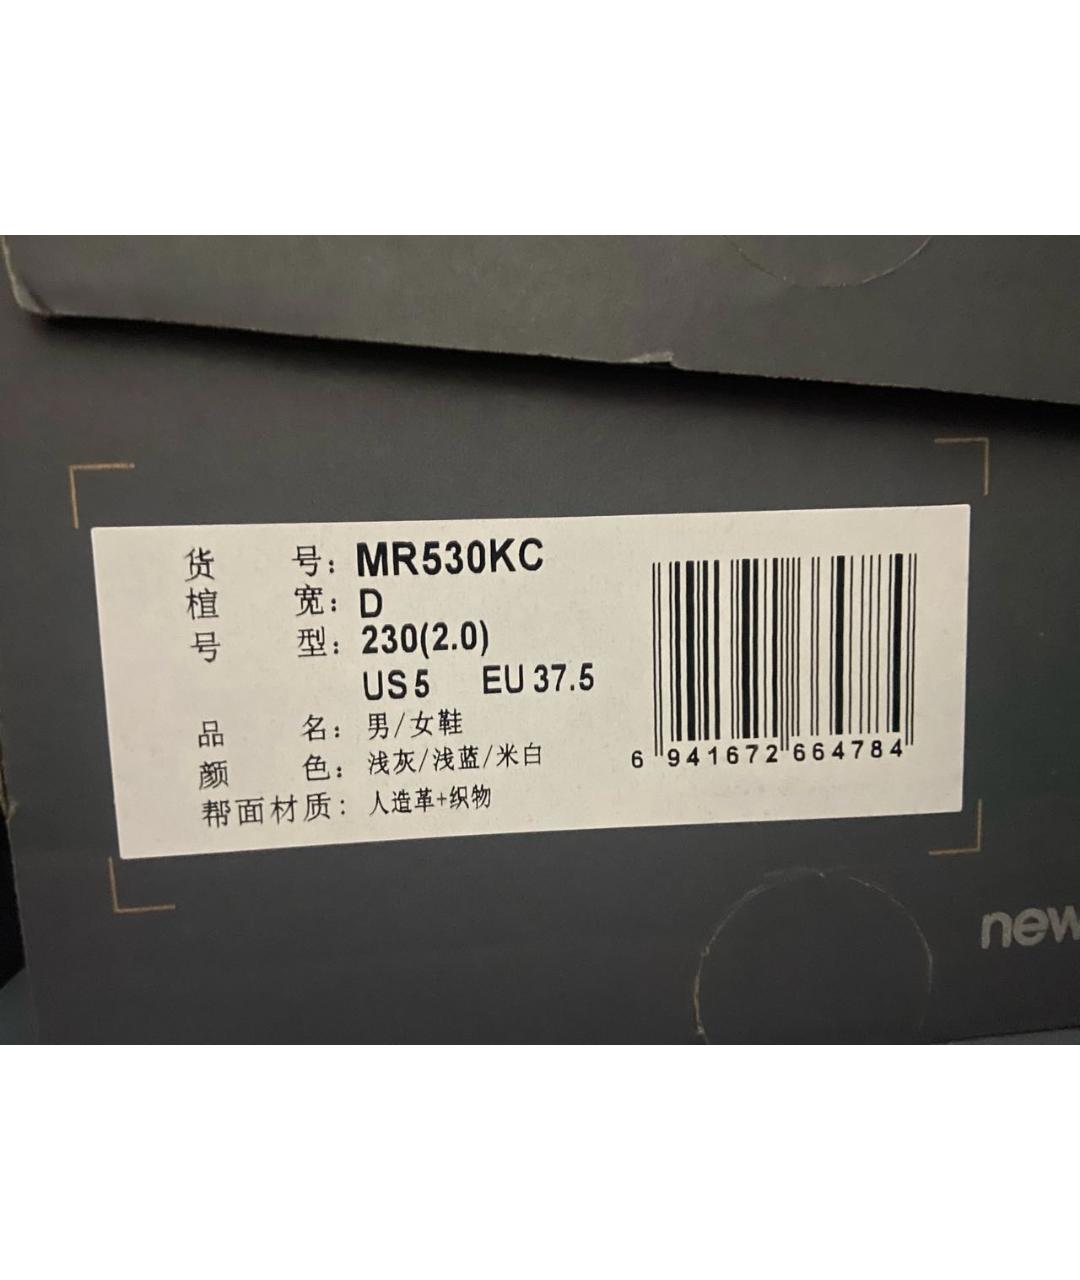 货号: MR530KC
楦宽: D
号型: 230(2.0)
US 5 EU 37.5
品名: 男/女鞋
颜色: 浅灰/浅蓝/米白
帮面材质: 人造革+织物
6 941672 664784
new